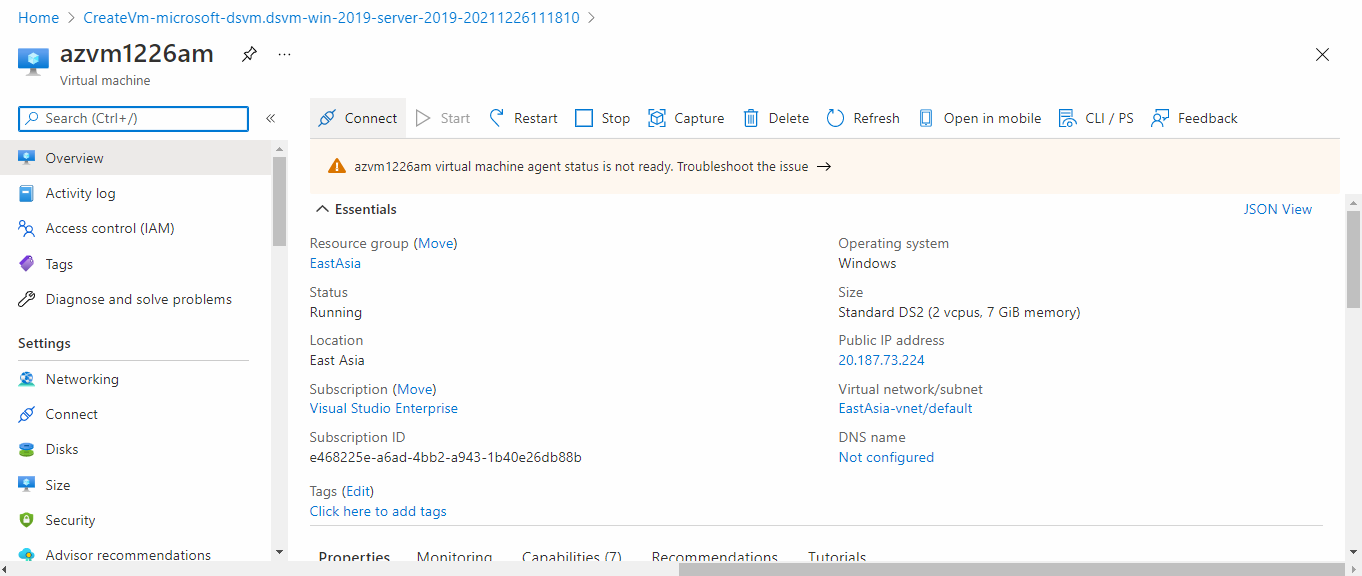 Home > CreateVm-microsoft-dsvm.dsvm-win-2019-server-2019-20211226111810 >
azvm1226am
Virtual machine
Search (Ctrl+/)
Overview
Activity log
Access control (IAM)
Tags
Diagnose and solve problems
Settings
Networking
Connect
Disks
Size
Security
Advisor recommendations
Connect Start Restart Stop Capture Delete Refresh Open in mobile CLI / PS Feedback
azvm1226am virtual machine agent status is not ready. Troubleshoot the issue →
Essentials JSON View
Resource group (Move)
EastAsia
Status
Running
Location
East Asia
Subscription (Move)
Visual Studio Enterprise
Subscription ID
e468225e-a6ad-4bb2-a943-1b40e26db88b
Tags (Edit)
Click here to add tags
Operating system
Windows
Size
Standard DS2 (2 vcpus, 7 GiB memory)
Public IP address
20.187.73.224
Virtual network/subnet
EastAsia-vnet/default
DNS name
Not configured
Properties Monitoring Capabilities (7) Recommendations Tutorials